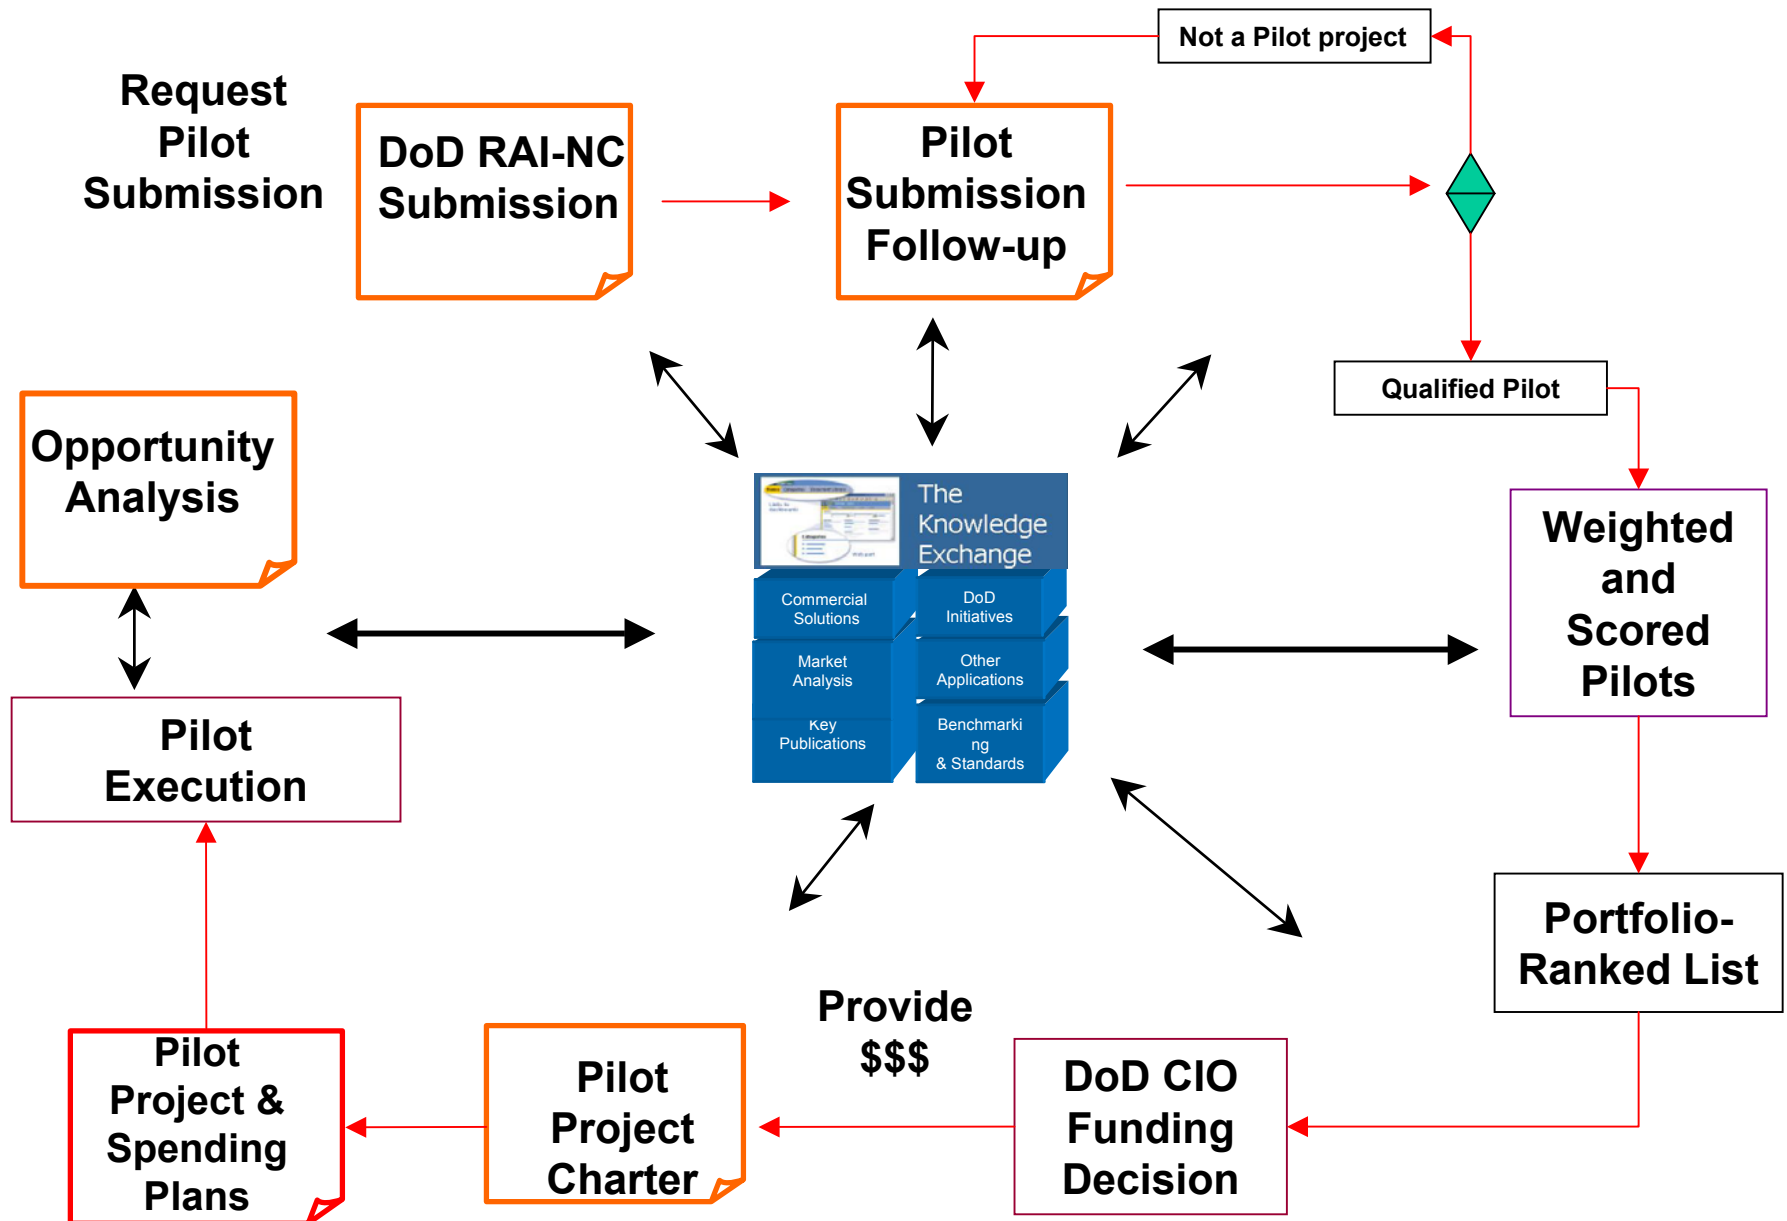 Not a Pilot project
Request
Pilot
Submission
DoD RAI-NC
Submission
Pilot
Submission
Follow-up
Qualified Pilot
Opportunity
Analysis
The
Knowledge
Exchange
Commercial
Solutions
DoD
Initiatives
Market
Analysis
Other
Applications
Key
Publications
Benchmarki
ng
& Standards
Weighted
and
Scored
Pilots
Pilot
Execution
Portfolio-
Ranked List
Provide
$$$
DoD CIO
Funding
Decision
Pilot
Project
Charter
Pilot
Project &
Spending
Plans